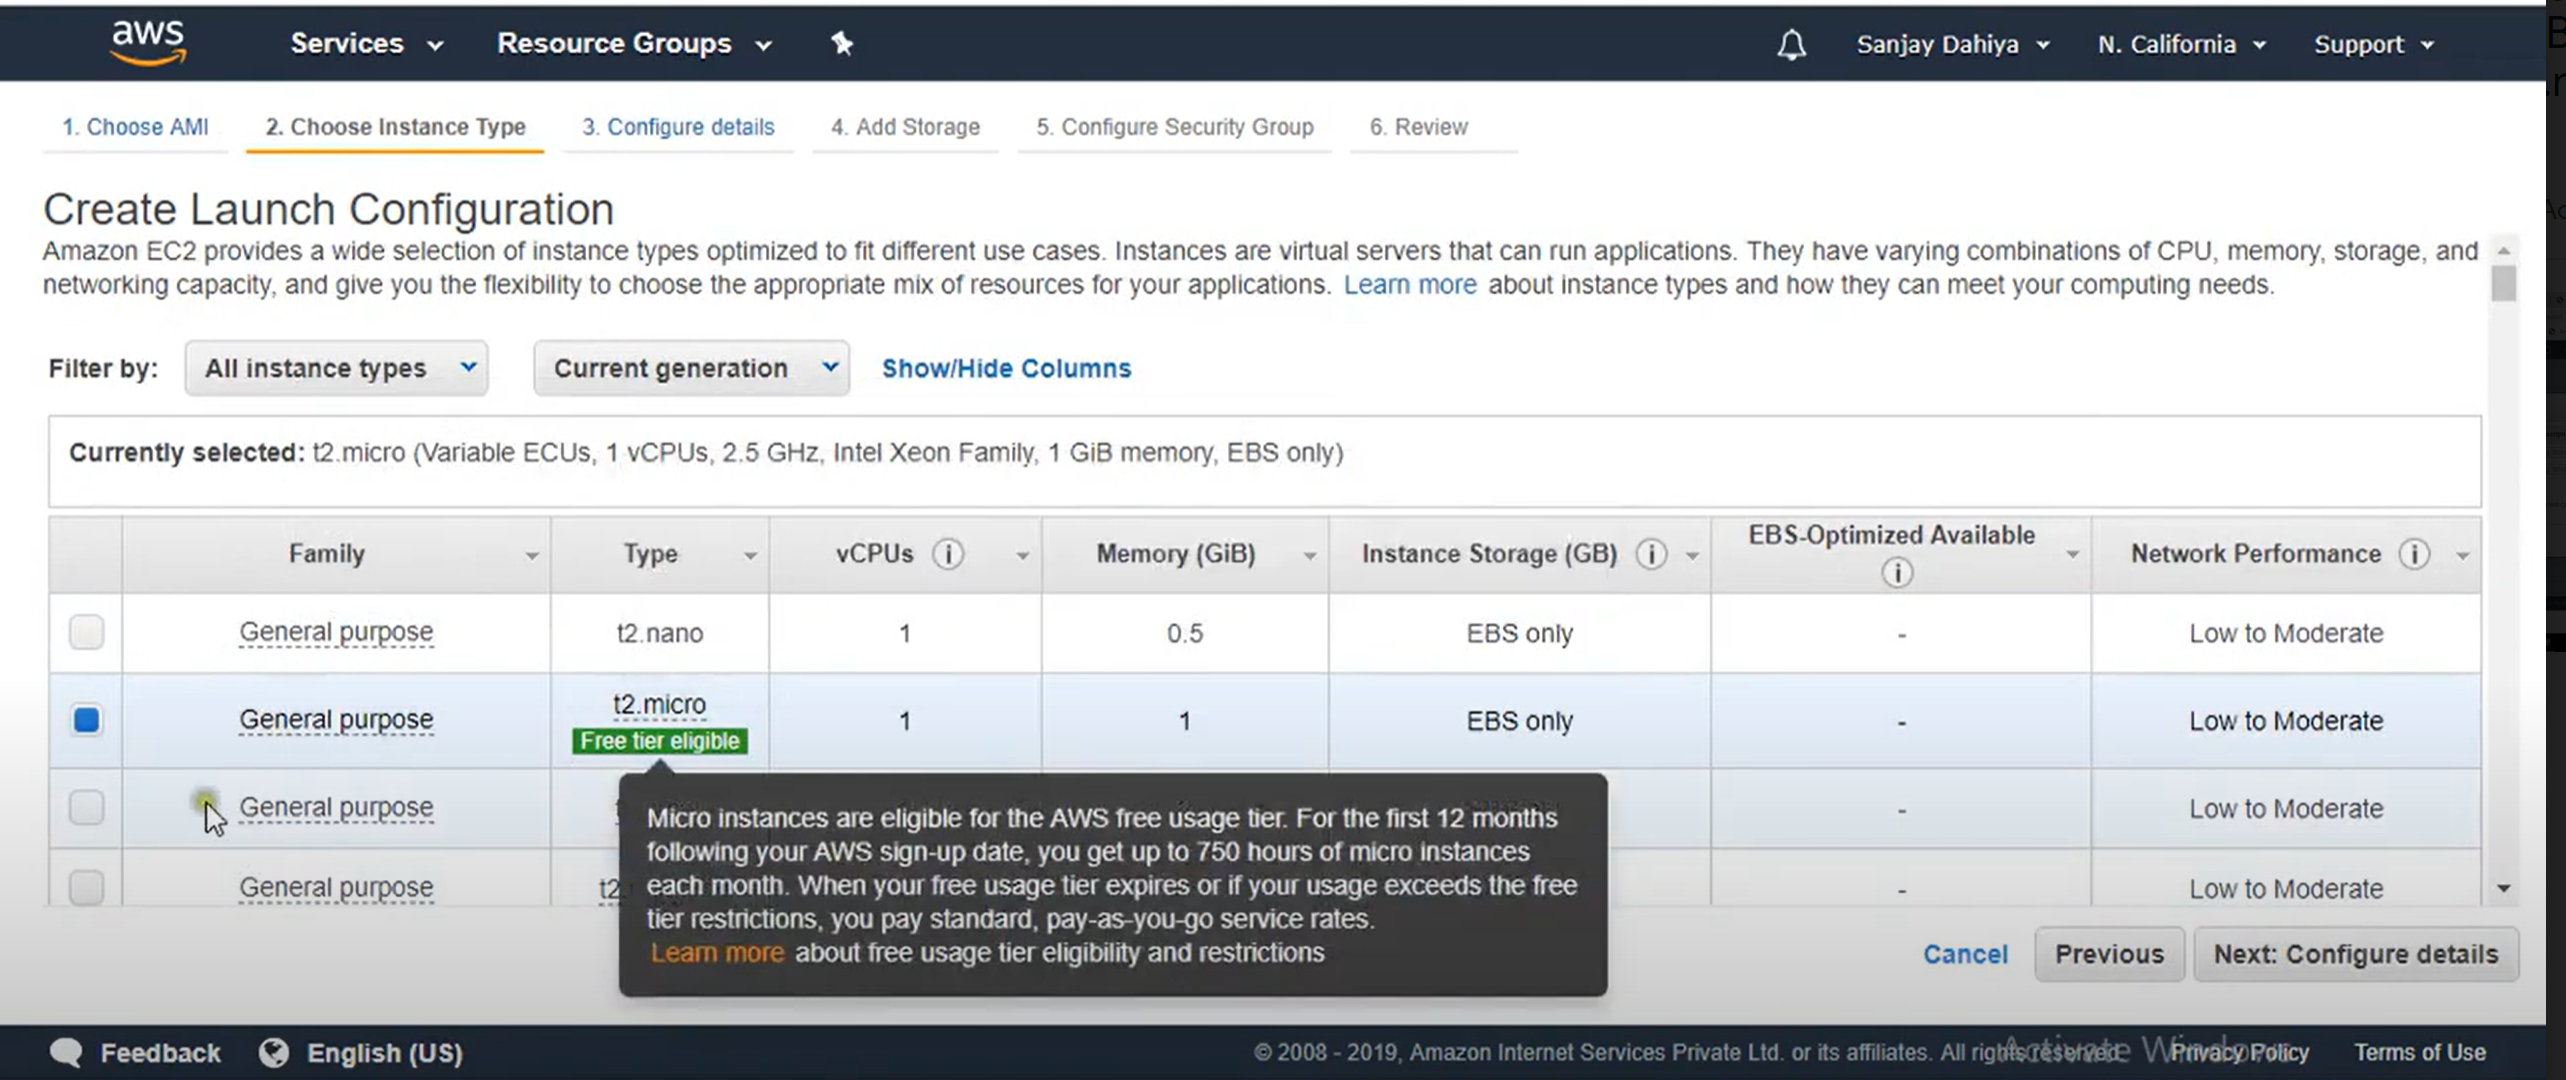 aws Services Resource Groups Sanjay Dahiya N. California Support
1. Choose AMI 2. Choose Instance Type 3. Configure details 4. Add Storage 5. Configure Security Group 6. Review
Create Launch Configuration
Amazon EC2 provides a wide selection of instance types optimized to fit different use cases. Instances are virtual servers that can run applications. They have varying combinations of CPU, memory, storage, and
networking capacity, and give you the flexibility to choose the appropriate mix of resources for your applications. Learn more about instance types and how they can meet your computing needs.
Filter by: All instance types Current generation Show/Hide Columns
Currently selected: t2.micro (Variable ECUs, 1 vCPUs, 2.5 GHz, Intel Xeon Family, 1 GiB memory, EBS only)
Family Type vCPUs Memory (GiB) Instance Storage (GB) EBS-Optimized Available Network Performance
General purpose t2.nano 1 0.5 EBS only - Low to Moderate
General purpose t2.micro 1 1 EBS only - Low to Moderate
Free tier eligible
General purpose - Low to Moderate
General purpose t2. - Low to Moderate
Micro instances are eligible for the AWS free usage tier. For the first 12 months
following your AWS sign-up date, you get up to 750 hours of micro instances
each month. When your free usage tier expires or if your usage exceeds the free
tier restrictions, you pay standard, pay-as-you-go service rates.
Learn more about free usage tier eligibility and restrictions
Cancel Previous Next: Configure details
Feedback English (US) © 2008 - 2019, Amazon Internet Services Private Ltd. or its affiliates. All rights reserved. Privacy Policy Terms of Use
Activate Windows